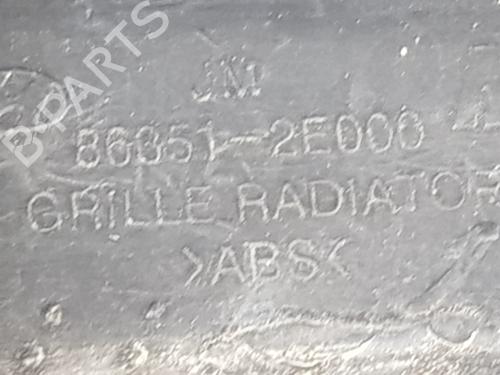 JM
86351-2E000
GRILLE RADIATOR
>ABS<
B-PARTS